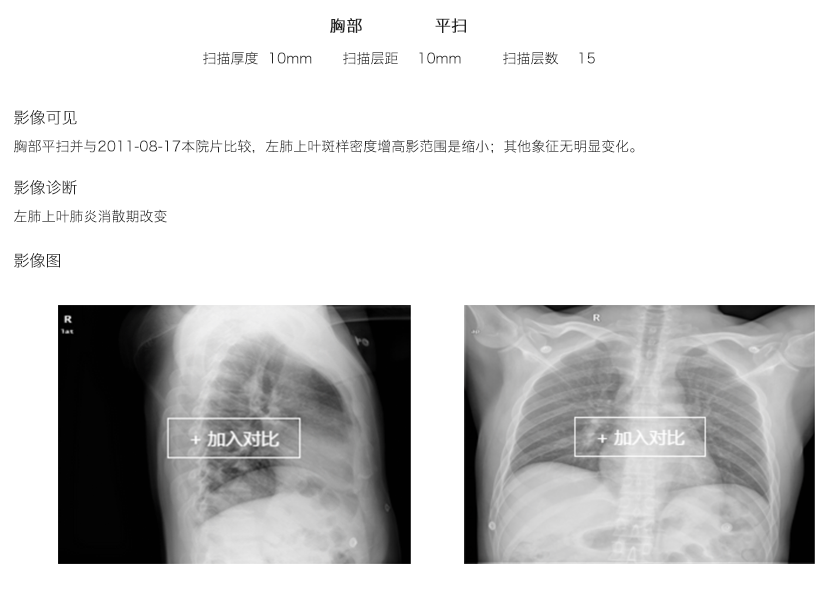 胸部 平扫
扫描厚度 10mm 扫描层距 10mm 扫描层数 15
影像可见
胸部平扫并与2011-08-17本院片比较，左肺上叶斑样密度增高影范围是缩小；其他象征无明显变化。
影像诊断
左肺上叶肺炎消散期改变
影像图
R
lat
+ 加入对比
R
+ 加入对比